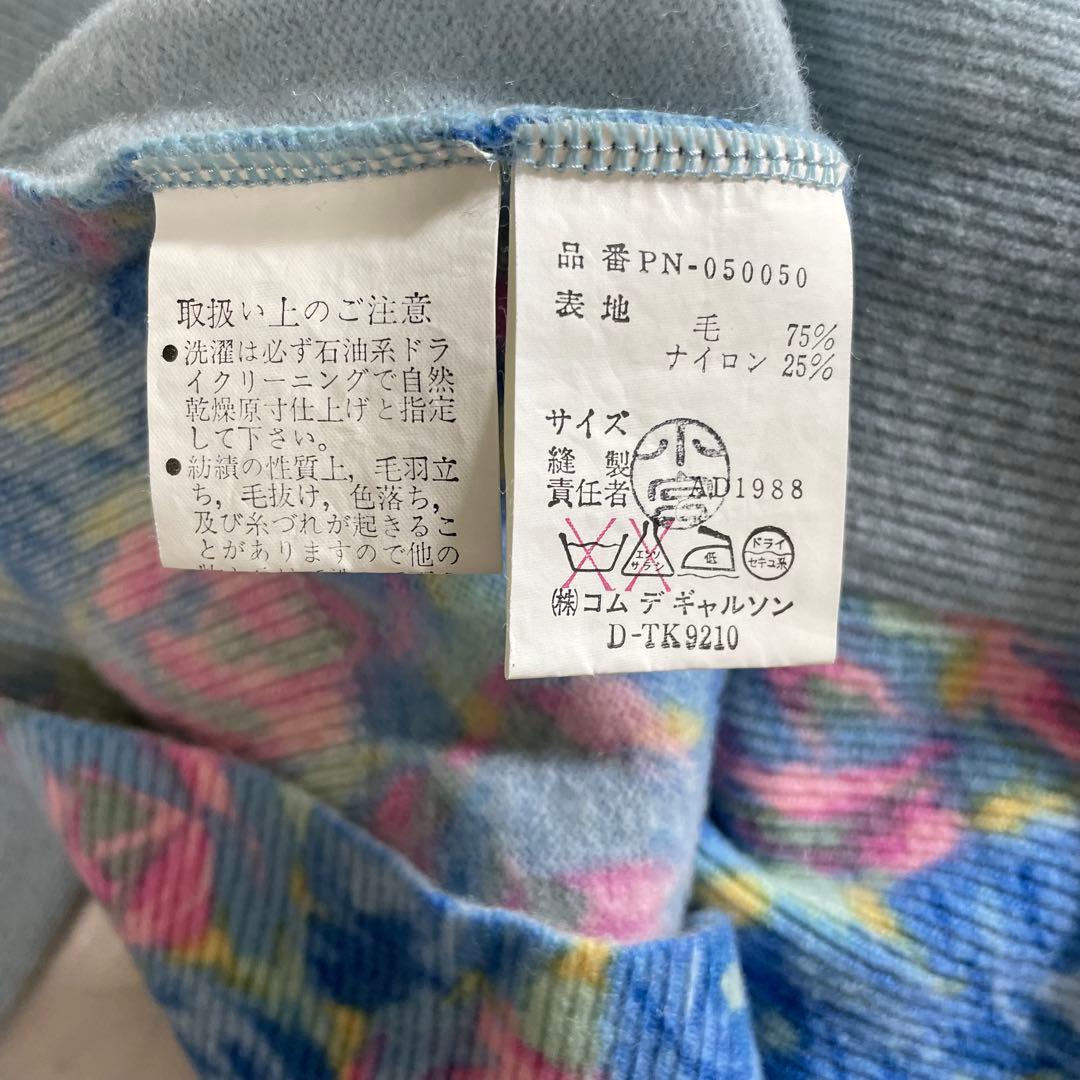 取扱い上のご注意
●洗濯は必ず石油系ドラ
イクリーニングで自然
乾燥原寸仕上げと指定
して下さい。
●紡績の性質上，毛羽立
ち，毛抜け，色落ち，
及び糸づれが起きるこ
とがありますので他の
品番 PN-050050
表地
毛 75%
ナイロン 25%
サイズ
縫製
責任者 AD1988
小宮
エンソ
サラシ
低
ドライ
セキユ系
㈱コム デ ギャルソン
D-TK9210